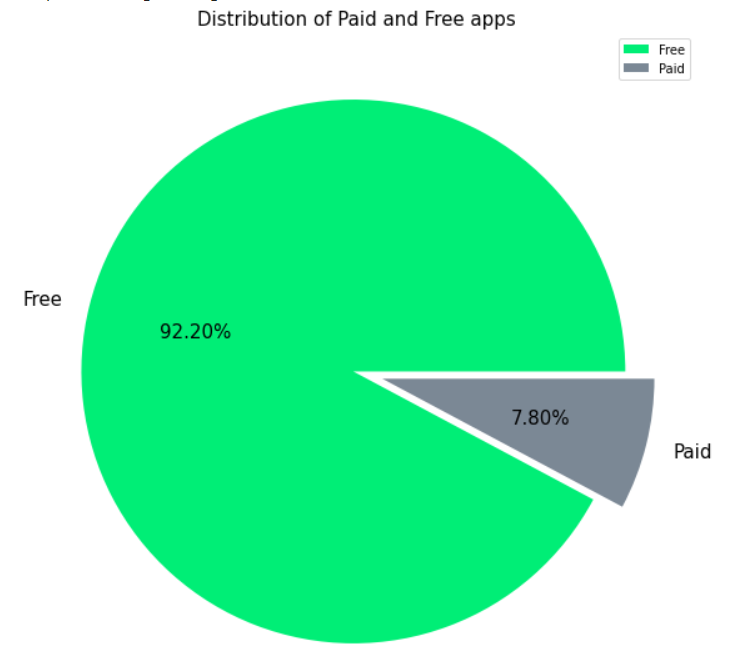 Distribution of Paid and Free apps
Free
Paid
Free
92.20%
7.80%
Paid